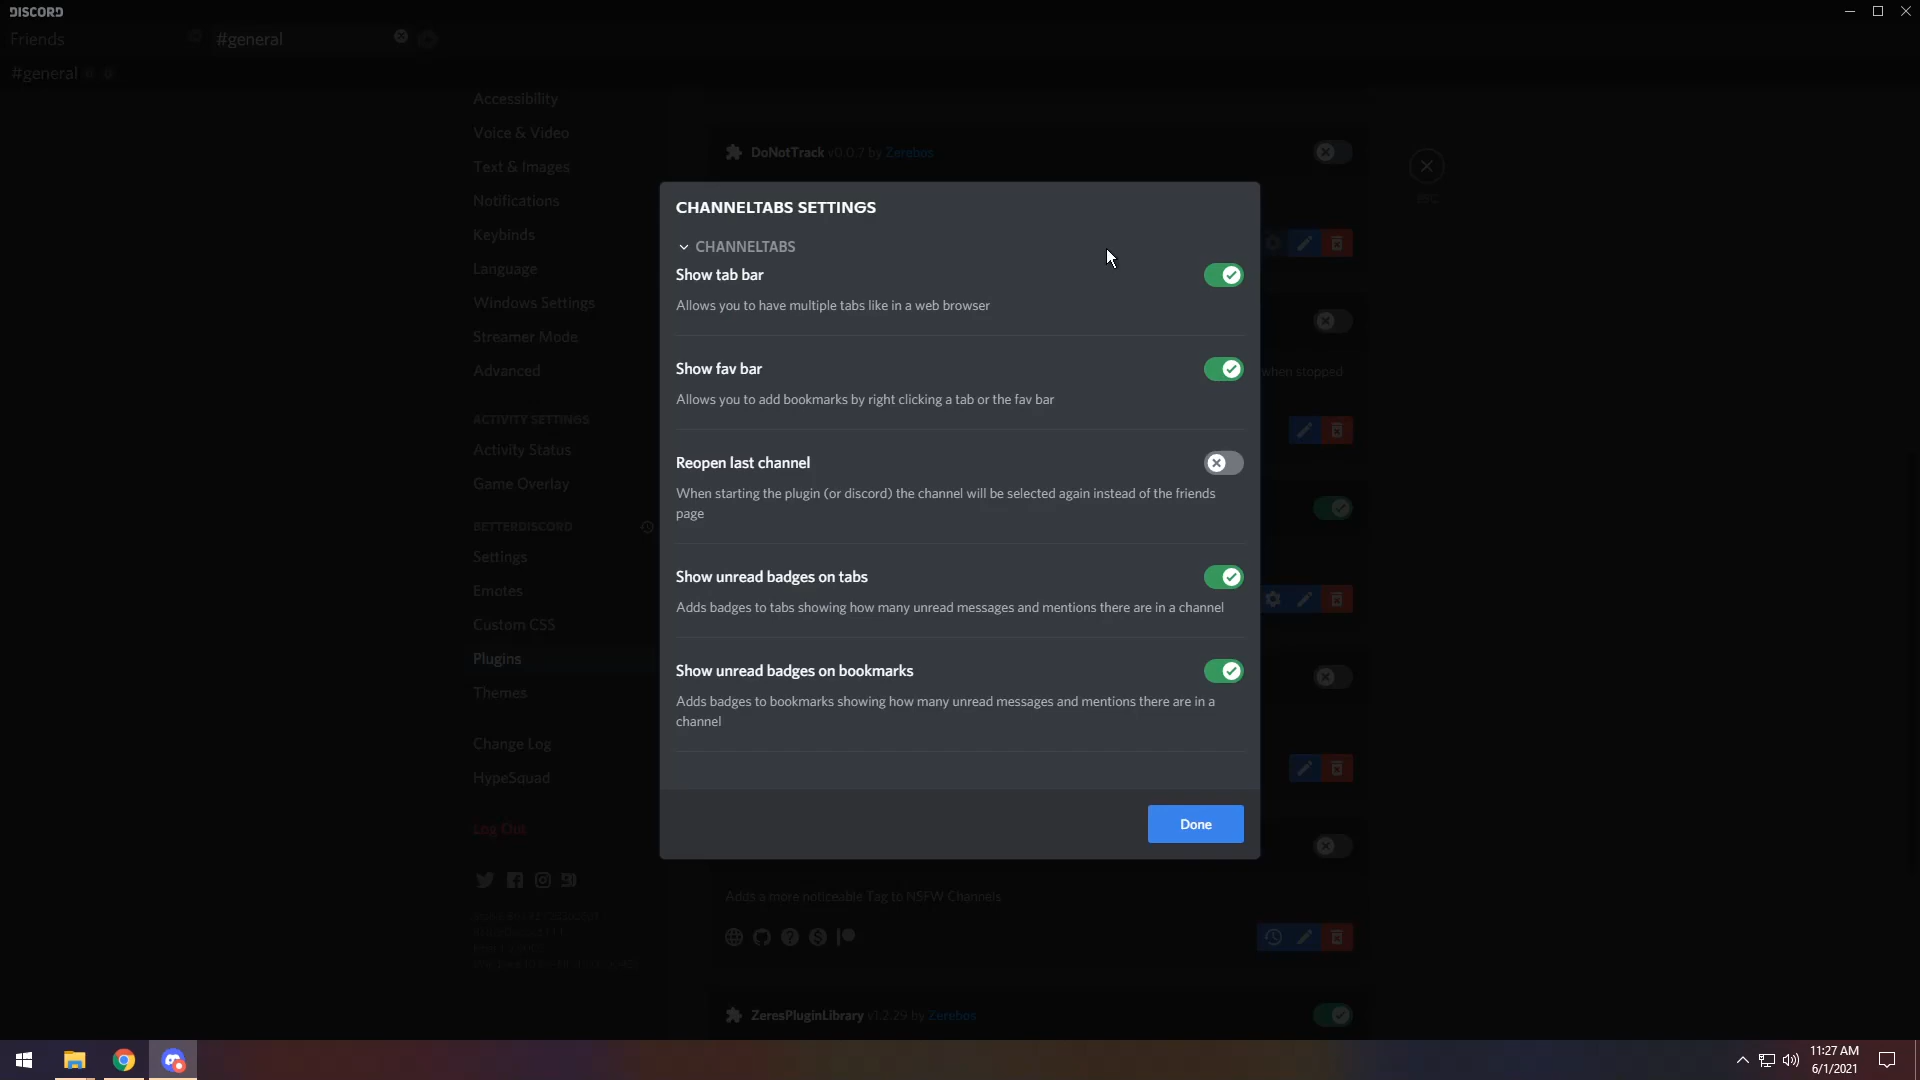 DISCORD
Friends
#general
#general
Accessibility
Voice & Video
Text & Images
Notifications
Keybinds
Language
Windows Settings
Streamer Mode
Advanced
ACTIVITY SETTINGS
Activity Status
Game Overlay
BETTERDISCORD
Settings
Emotes
Custom CSS
Plugins
Themes
Change Log
HypeSquad
Log Out
DoNotTrack v0.0.7 by Zerebos
ESC
CHANNELTABS SETTINGS
CHANNELTABS
Show tab bar
Allows you to have multiple tabs like in a web browser
Show fav bar
Allows you to add bookmarks by right clicking a tab or the fav bar
when stopped
Reopen last channel
When starting the plugin (or discord) the channel will be selected again instead of the friends
page
Show unread badges on tabs
Adds badges to tabs showing how many unread messages and mentions there are in a channel
Show unread badges on bookmarks
Adds badges to bookmarks showing how many unread messages and mentions there are in a
channel
Done
Adds a more noticeable Tag to NSFW Channels
ZeresPluginLibrary v1.2.29 by Zerebos
11:27 AM
6/1/2021